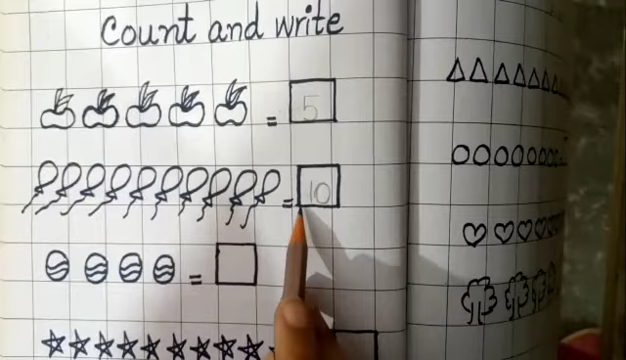 Count and write
= 5
= 10
=